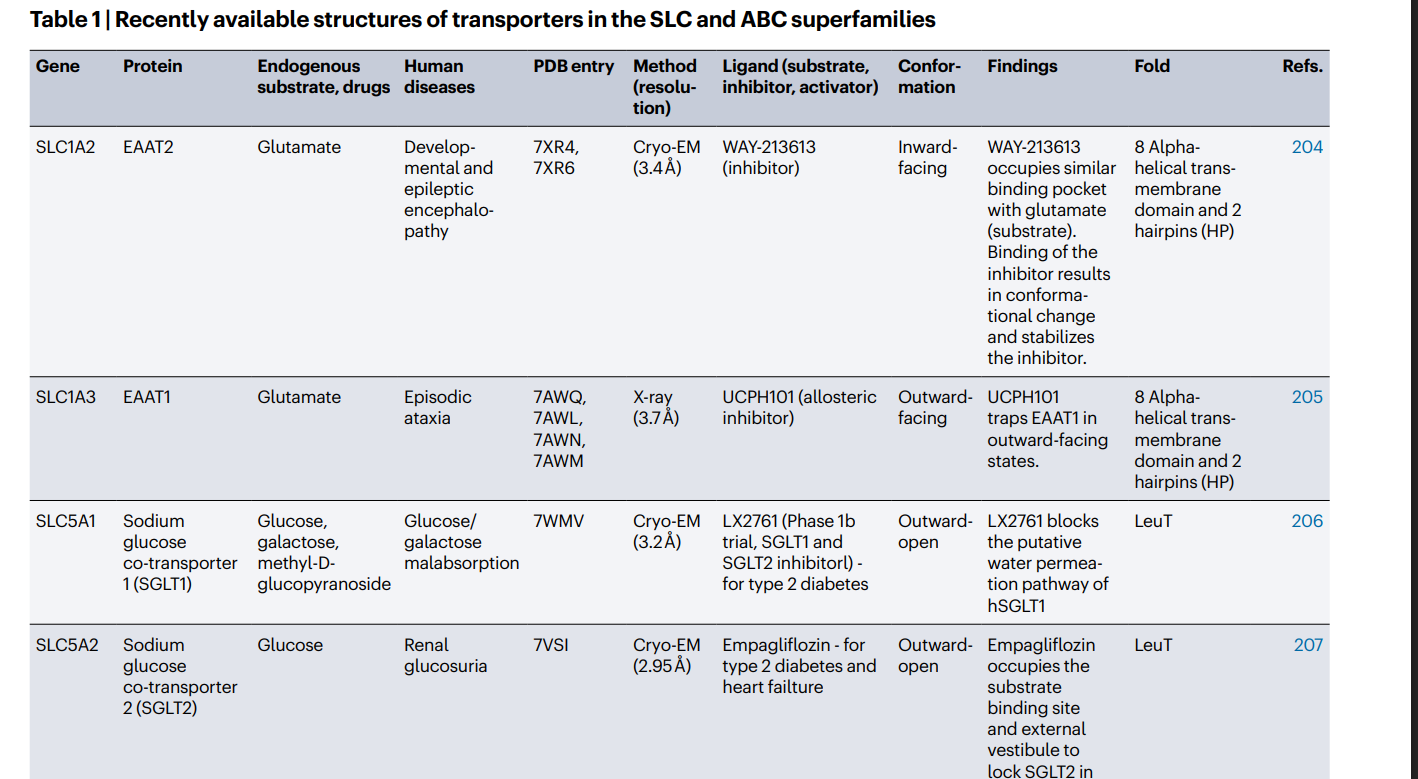 Table 1 | Recently available structures of transporters in the SLC and ABC superfamilies
Gene
Protein
Endogenous
substrate, drugs
Human
diseases
PDB entry
Method
(resolu-
tion)
Ligand (substrate,
inhibitor, activator)
Confor-
mation
Findings
Fold
Refs.
SLC1A2
EAAT2
Glutamate
Develop-
mental and
epileptic
encephalo-
pathy
7XR4,
7XR6
Cryo-EM
(3.4 Å)
WAY-213613
(inhibitor)
Inward-
facing
WAY-213613
occupies similar
binding pocket
with glutamate
(substrate).
Binding of the
inhibitor results
in conforma-
tional change
and stabilizes
the inhibitor.
8 Alpha-
helical trans-
membrane
domain and 2
hairpins (HP)
204
SLC1A3
EAAT1
Glutamate
Episodic
ataxia
7AWQ,
7AWL,
7AWN,
7AWM
X-ray
(3.7 Å)
UCPH101 (allosteric
inhibitor)
Outward-
facing
UCPH101
traps EAAT1 in
outward-facing
states.
8 Alpha-
helical trans-
membrane
domain and 2
hairpins (HP)
205
SLC5A1
Sodium
glucose
co-transporter
1 (SGLT1)
Glucose,
galactose,
methyl-D-
glucopyranoside
Glucose/
galactose
malabsorption
7WMV
Cryo-EM
(3.2 Å)
LX2761 (Phase 1b
trial, SGLT1 and
SGLT2 inhibitorl) -
for type 2 diabetes
Outward-
open
LX2761 blocks
the putative
water permea-
tion pathway of
hSGLT1
LeuT
206
SLC5A2
Sodium
glucose
co-transporter
2 (SGLT2)
Glucose
Renal
glucosuria
7VSI
Cryo-EM
(2.95 Å)
Empagliflozin - for
type 2 diabetes and
heart failture
Outward-
open
Empagliflozin
occupies the
substrate
binding site
and external
vestibule to
lock SGLT2 in
LeuT
207